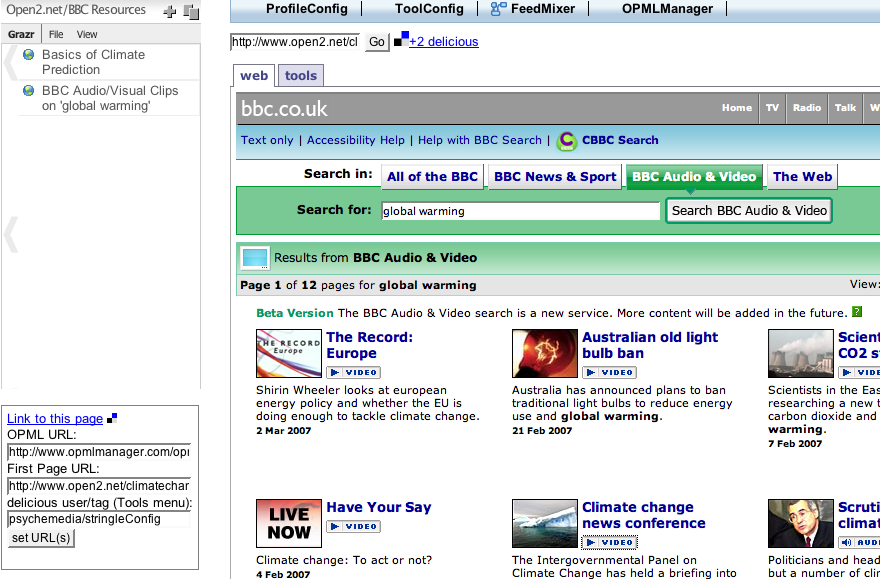 Open2.net/BBC Resources
Grazr File View
Basics of Climate
Prediction
BBC Audio/Visual Clips
on 'global warming'
Link to this page
OPML URL:
http://www.opmlmanager.com/opr
First Page URL:
http://www.open2.net/climatechar
delicious user/tag (Tools menu):
psychemedia/stringleConfig
set URL(s)
ProfileConfig | ToolConfig | FeedMixer | OPMLManager |
http://www.open2.net/cl Go +2 delicious
web tools
bbc.co.uk
Home TV Radio Talk W
Text only | Accessibility Help | Help with BBC Search | C CBBC Search
Search in: All of the BBC BBC News & Sport BBC Audio & Video The Web
Search for: global warming Search BBC Audio & Video
Results from BBC Audio & Video
Page 1 of 12 pages for global warming View:
Beta Version The BBC Audio & Video search is a new service. More content will be added in the future. ?
THE RECORD
Europe
The Record:
Europe
VIDEO
Shirin Wheeler looks at european
energy policy and whether the EU is
doing enough to tackle climate change.
2 Mar 2007
Australian old light
bulb ban
VIDEO
Australia has announced plans to ban
traditional light bulbs to reduce energy
use and global warming.
21 Feb 2007
Scient
CO2 s
VIDE
Scientists in the Eas
researching a new t
carbon dioxide and
warming.
7 Feb 2007
LIVE
NOW
Have Your Say
VIDEO
Climate change: To act or not?
4 Feb 2007
Climate change
news conference
VIDEO
The Intergovernmental Panel on
Climate Change has held a briefing into
Scruti
climat
AUD
Politicians and head
but a number of clim